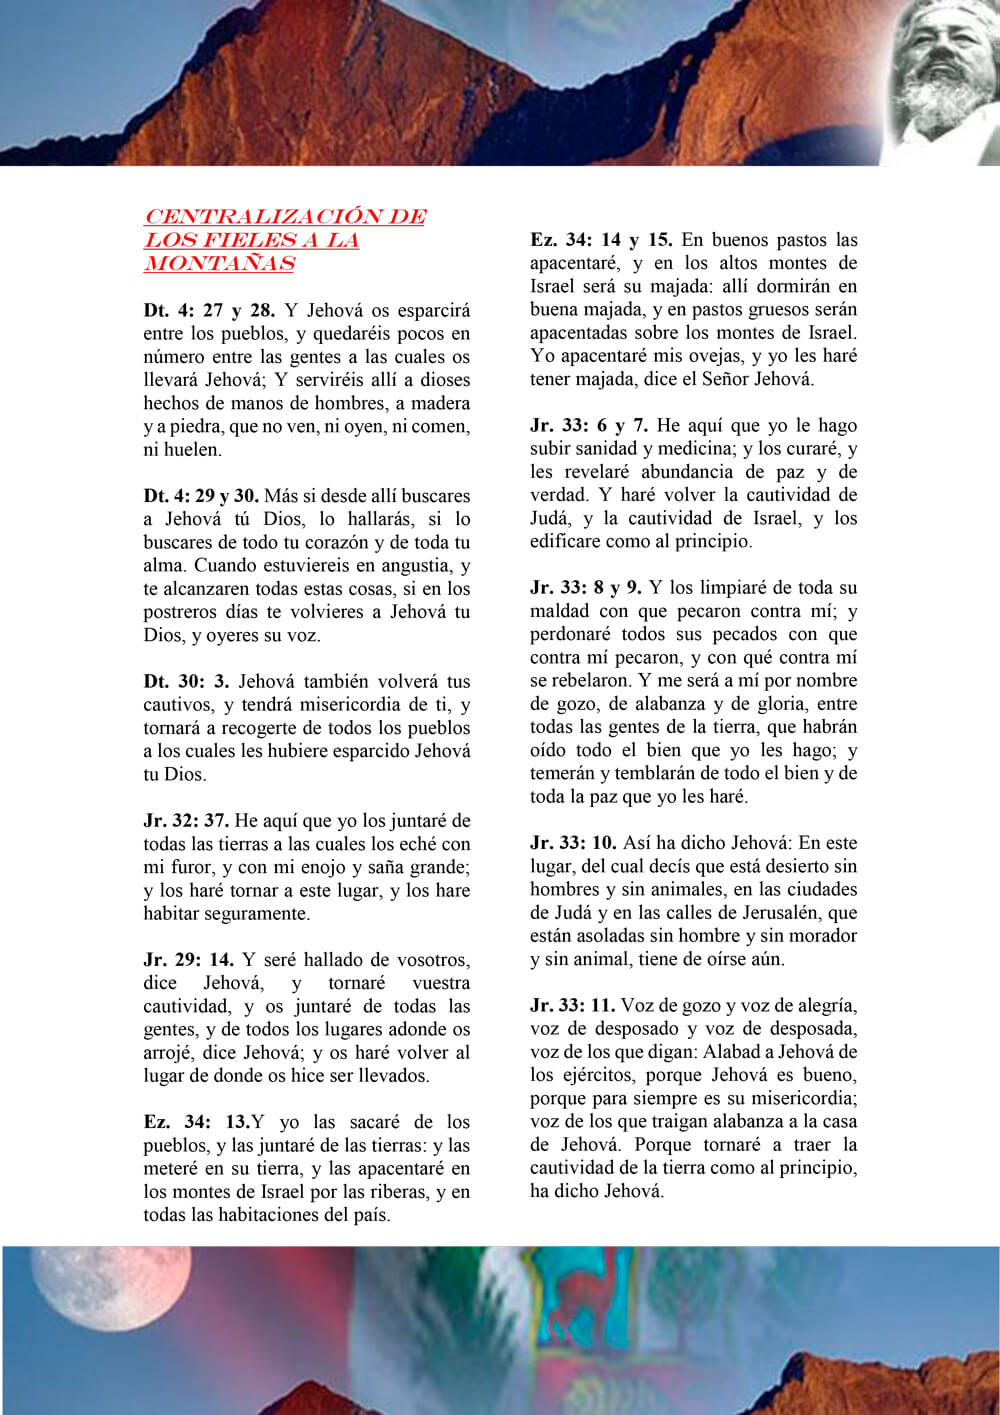 CENTRALIZACIÓN DE
LOS FIELES A LA
MONTAÑAS
Dt. 4: 27 y 28. Y Jehová os esparcirá
entre los pueblos, y quedaréis pocos en
número entre las gentes a las cuales os
llevará Jehová; Y serviréis allí a dioses
hechos de manos de hombres, a madera
y a piedra, que no ven, ni oyen, ni comen,
ni huelen.
Dt. 4: 29 y 30. Más si desde allí buscares
a Jehová tú Dios, lo hallarás, si lo
buscares de todo tu corazón y de toda tu
alma. Cuando estuviereis en angustia, y
te alcanzaren todas estas cosas, si en los
postreros días te volvieres a Jehová tu
Dios, y oyeres su voz.
Dt. 30: 3. Jehová también volverá tus
cautivos, y tendrá misericordia de ti, y
tornará a recogerte de todos los pueblos
a los cuales les hubiere esparcido Jehová
tu Dios.
Jr. 32: 37. He aquí que yo los juntaré de
todas las tierras a las cuales los eché con
mi furor, y con mi enojo y saña grande;
y los haré tornar a este lugar, y los hare
habitar seguramente.
Jr. 29: 14. Y seré hallado de vosotros,
dice Jehová, y tornaré vuestra
cautividad, y os juntaré de todas las
gentes, y de todos los lugares adonde os
arrojé, dice Jehová; y os haré volver al
lugar de donde os hice ser llevados.
Ez. 34: 13.Y yo las sacaré de los
pueblos, y las juntaré de las tierras: y las
meteré en su tierra, y las apacentaré en
los montes de Israel por las riberas, y en
todas las habitaciones del país.
Ez. 34: 14 y 15. En buenos pastos las
apacentaré, y en los altos montes de
Israel será su majada: allí dormirán en
buena majada, y en pastos gruesos serán
apacentadas sobre los montes de Israel.
Yo apacentaré mis ovejas, y yo les haré
tener majada, dice el Señor Jehová.
Jr. 33: 6 y 7. He aquí que yo le hago
subir sanidad y medicina; y los curaré, y
les revelaré abundancia de paz y de
verdad. Y haré volver la cautividad de
Judá, y la cautividad de Israel, y los
edificare como al principio.
Jr. 33: 8 y 9. Y los limpiaré de toda su
maldad con que pecaron contra mí; y
perdonaré todos sus pecados con que
contra mí pecaron, y con qué contra mí
se rebelaron. Y me será a mí por nombre
de gozo, de alabanza y de gloria, entre
todas las gentes de la tierra, que habrán
oído todo el bien que yo les hago; y
temerán y temblarán de todo el bien y de
toda la paz que yo les haré.
Jr. 33: 10. Así ha dicho Jehová: En este
lugar, del cual decís que está desierto sin
hombres y sin animales, en las ciudades
de Judá y en las calles de Jerusalén, que
están asoladas sin hombre y sin morador
y sin animal, tiene de oírse aún.
Jr. 33: 11. Voz de gozo y voz de alegría,
voz de desposado y voz de desposada,
voz de los que digan: Alabad a Jehová de
los ejércitos, porque Jehová es bueno,
porque para siempre es su misericordia;
voz de los que traigan alabanza a la casa
de Jehová. Porque tornaré a traer la
cautividad de la tierra como al principio,
ha dicho Jehová.